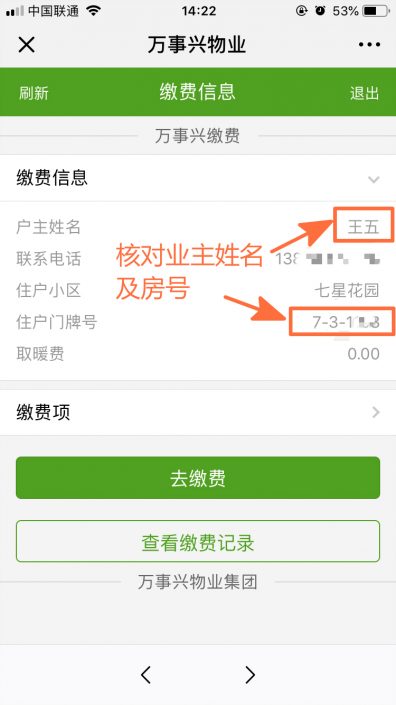 中国联通 14:22 53%
万事兴物业
刷新 缴费信息 退出
万事兴缴费
缴费信息
户主姓名 王五
联系电话 138
核对业主姓名
及房号
住户小区 七星花园
住户门牌号 7-3-1
取暖费 0.00
缴费项
去缴费
查看缴费记录
万事兴物业集团